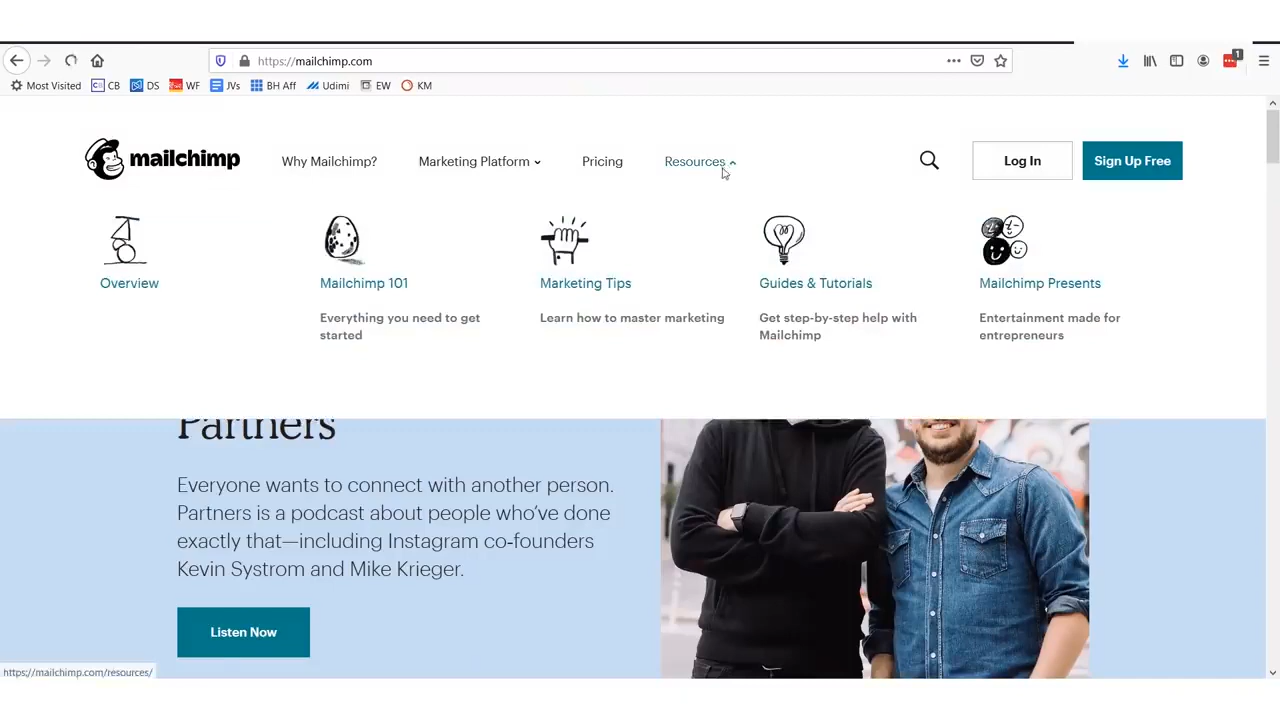 https://mailchimp.com
1
Most Visited CB DS WF JVs BH Aff Udimi EW KM
mailchimp Why Mailchimp? Marketing Platform Pricing Resources Log In Sign Up Free
Overview Mailchimp 101 Marketing Tips Guides & Tutorials Mailchimp Presents
Everything you need to get started
Learn how to master marketing
Get step-by-step help with Mailchimp
Entertainment made for entrepreneurs
Partners
Everyone wants to connect with another person.
Partners is a podcast about people who've done
exactly that—including Instagram co-founders
Kevin Systrom and Mike Krieger.
Listen Now
https://mailchimp.com/resources/